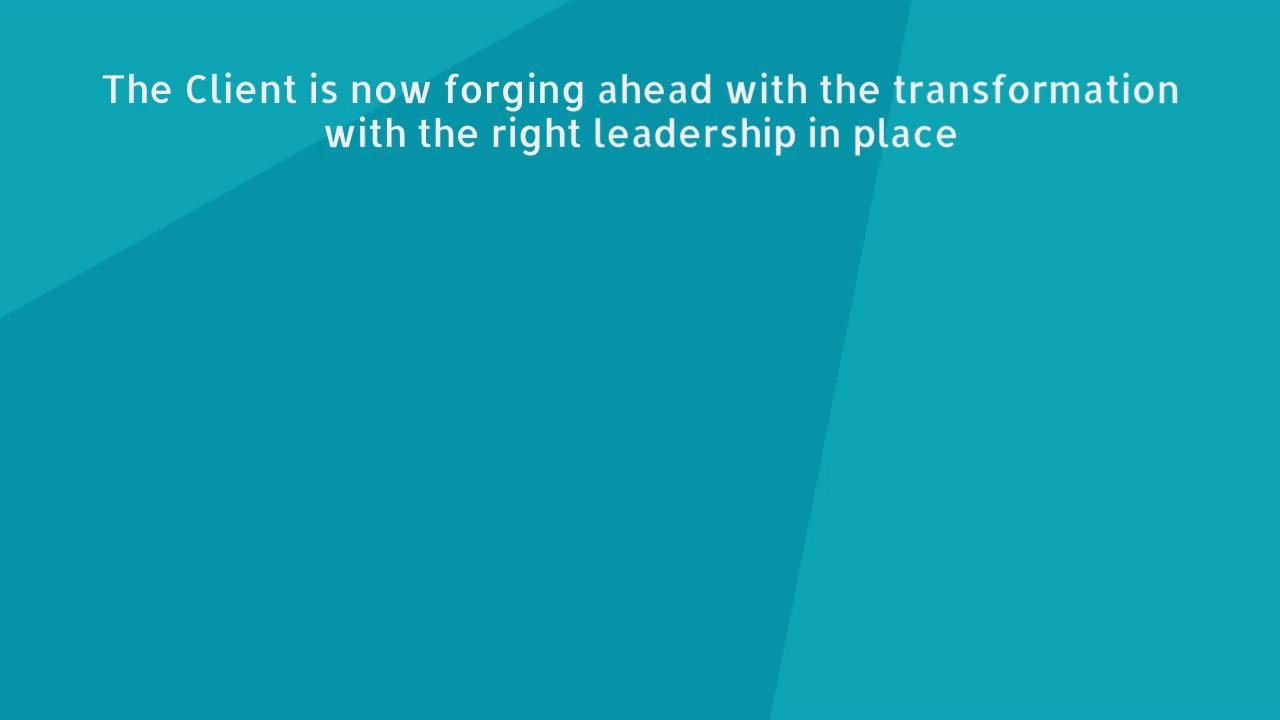 The Client is now forging ahead with the transformation
with the right leadership in place